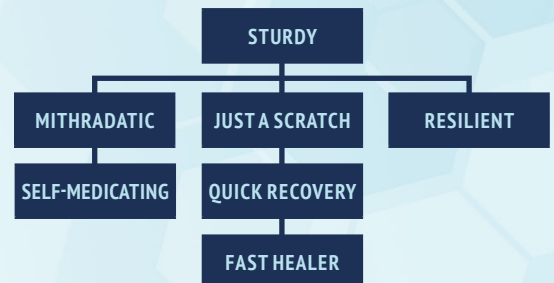 STURDY
MITHRADATIC
JUST A SCRATCH
RESILIENT
SELF-MEDICATING
QUICK RECOVERY
FAST HEALER